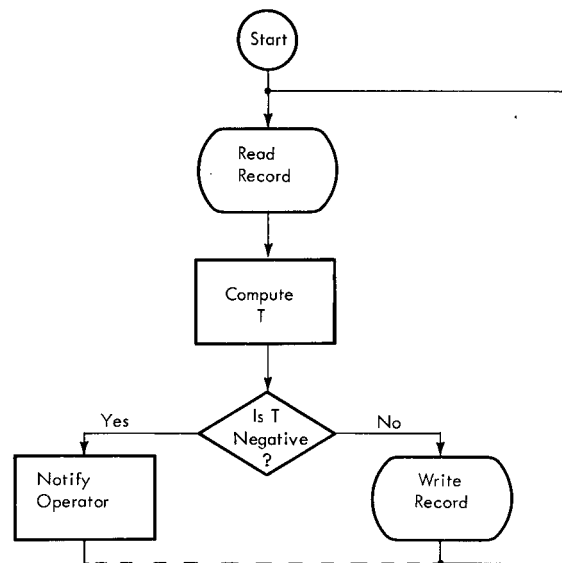 Start
Read
Record
Compute
T
Is T
Negative
?
Yes
No
Notify
Operator
Write
Record